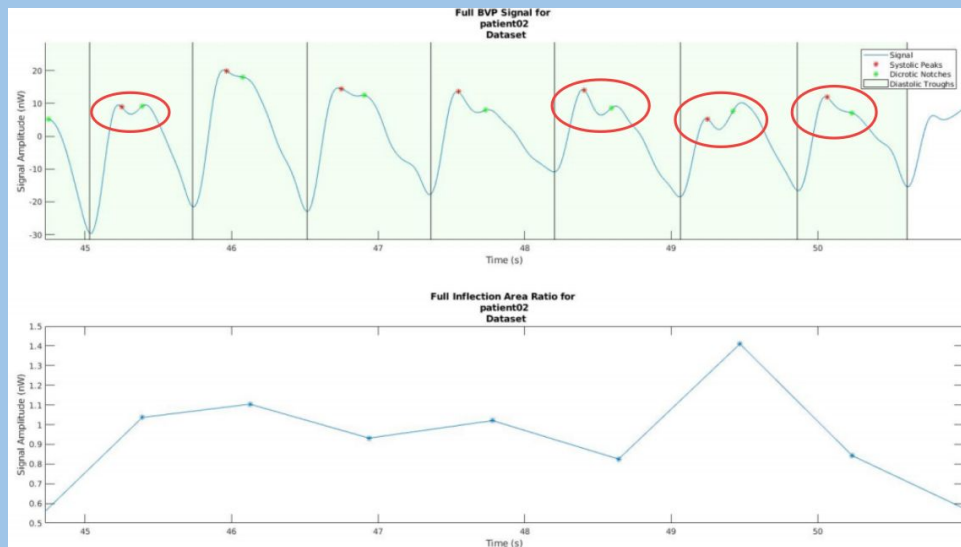 Full BVP Signal for
patient02
Dataset
Signal Amplitude (nW)
20
10
0
-10
-20
-30
45
46
47
48
49
50
Time (s)
Signal
Systolic Peaks
Dicrotic Notches
Diastolic Troughs
Full Inflection Area Ratio for
patient02
Dataset
Signal Amplitude (nW)
1.5
1.4
1.3
1.2
1.1
1
0.9
0.8
0.7
0.6
0.5
45
46
47
48
49
50
Time (s)